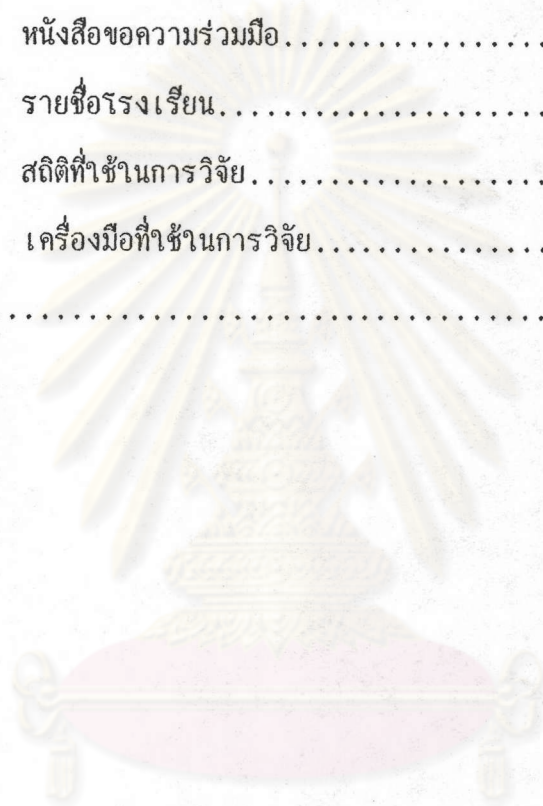 หนังสือขอความร่วมมือ..................
รายชื่อโรงเรียน......................
สถิติที่ใช้ในการวิจัย...................
เครื่องมือที่ใช้ในการวิจัย..............
...................................